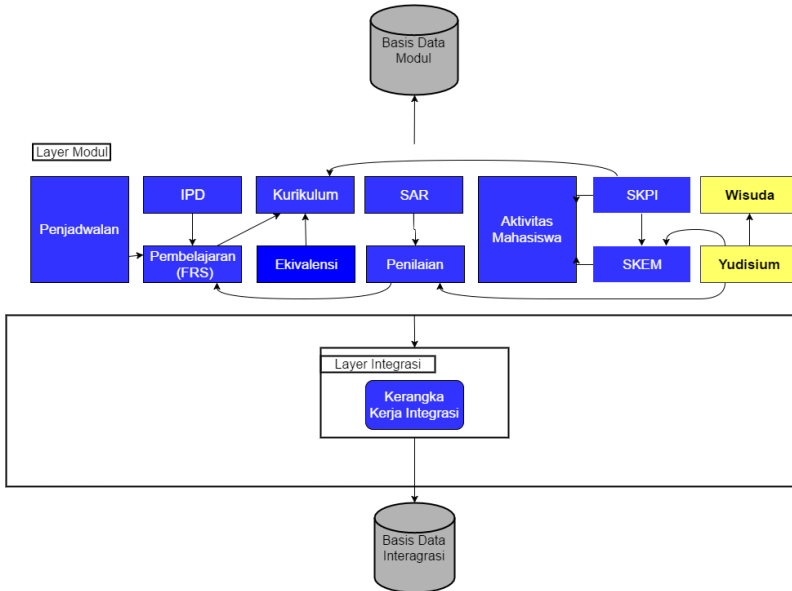 Basis Data
Modul
Layer Modul
Penjadwalan
IPD
Kurikulum
SAR
Aktivitas
Mahasiswa
SKPI
Wisuda
Pembelajaran
(FRS)
Ekivalensi
Penilaian
SKEM
Yudisium
Layer Integrasi
Kerangka
Kerja Integrasi
Basis Data
Interagrasi